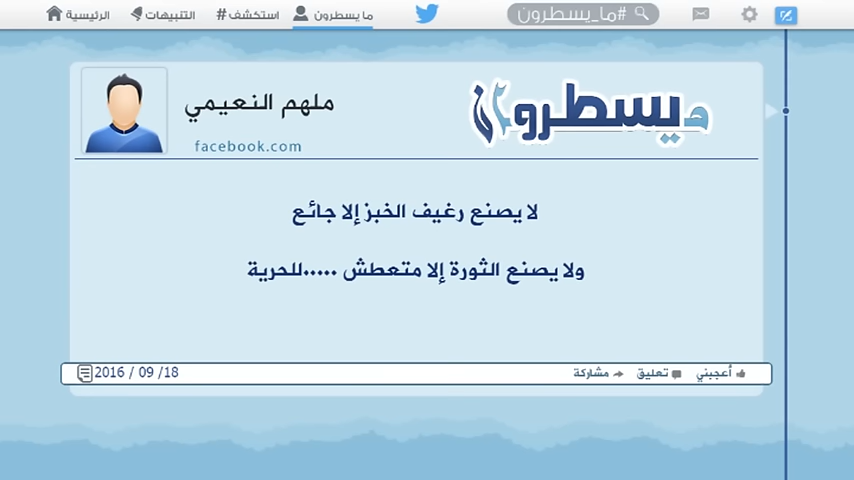 الرئيسية
التنبيهات
#استكشف
ما يسطرون
#ما_يسطرون
ملهم النعيمي
facebook.com
ما يسطرون
لا يصنع رغيف الخبز إلا جائع
ولا يصنع الثورة إلا متعطش .....للحرية
أعجبني
تعليق
مشاركة
2016 / 09 /18